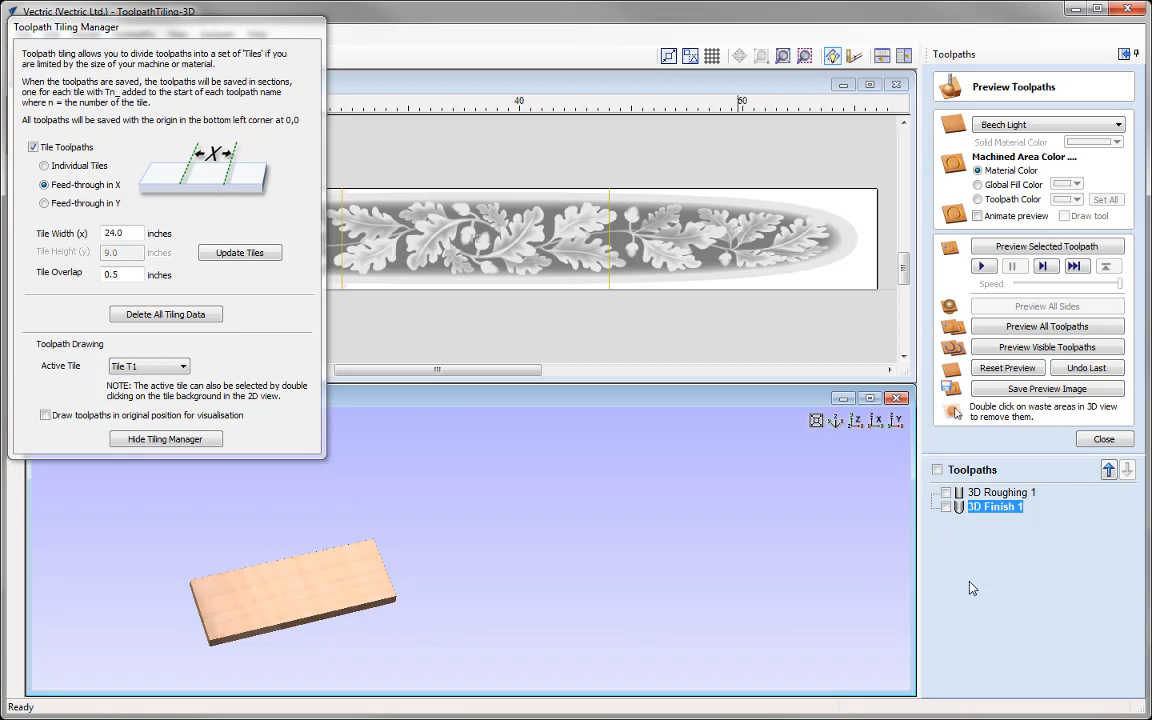 Vectric {Vectric Ltd.} - ToolpathTiling-3D
Toolpath Tiling Manager
Toolpath tiling allows you to divide toolpaths into a set of 'Tiles' if you
are limited by the size of your machine or material.
When the toolpaths are saved, the toolpaths will be saved in sections,
one for each tile with Tn_ added to the start of each toolpath name
where n = the number of the tile.
All toolpaths will be saved with the origin in the bottom left corner at 0,0
Tile Toolpaths
X
Individual Tiles
Feed-through in X
Feed-through in Y
Tile Width (x) 24.0 inches
Tile Height (y) 9.0 inches
Update Tiles
Tile Overlap 0.5 inches
Delete All Tiling Data
Toolpath Drawing
Active Tile Tile T1
NOTE: The active tile can also be selected by double
clicking on the tile background in the 2D view.
Draw toolpaths in original position for visualisation
Hide Tiling Manager
40 60
Z X Y
Toolpaths
Preview Toolpaths
Beech Light
Solid Material Color
Machined Area Color ....
Material Color
Global Fill Color
Toolpath Color Set All
Animate preview Draw tool
Preview Selected Toolpath
Speed
Preview All Sides
Preview All Toolpaths
Preview Visible Toolpaths
Reset Preview Undo Last
Save Preview Image
Double click on waste areas in 3D view
to remove them.
Close
Toolpaths
3D Roughing 1
3D Finish 1
Ready